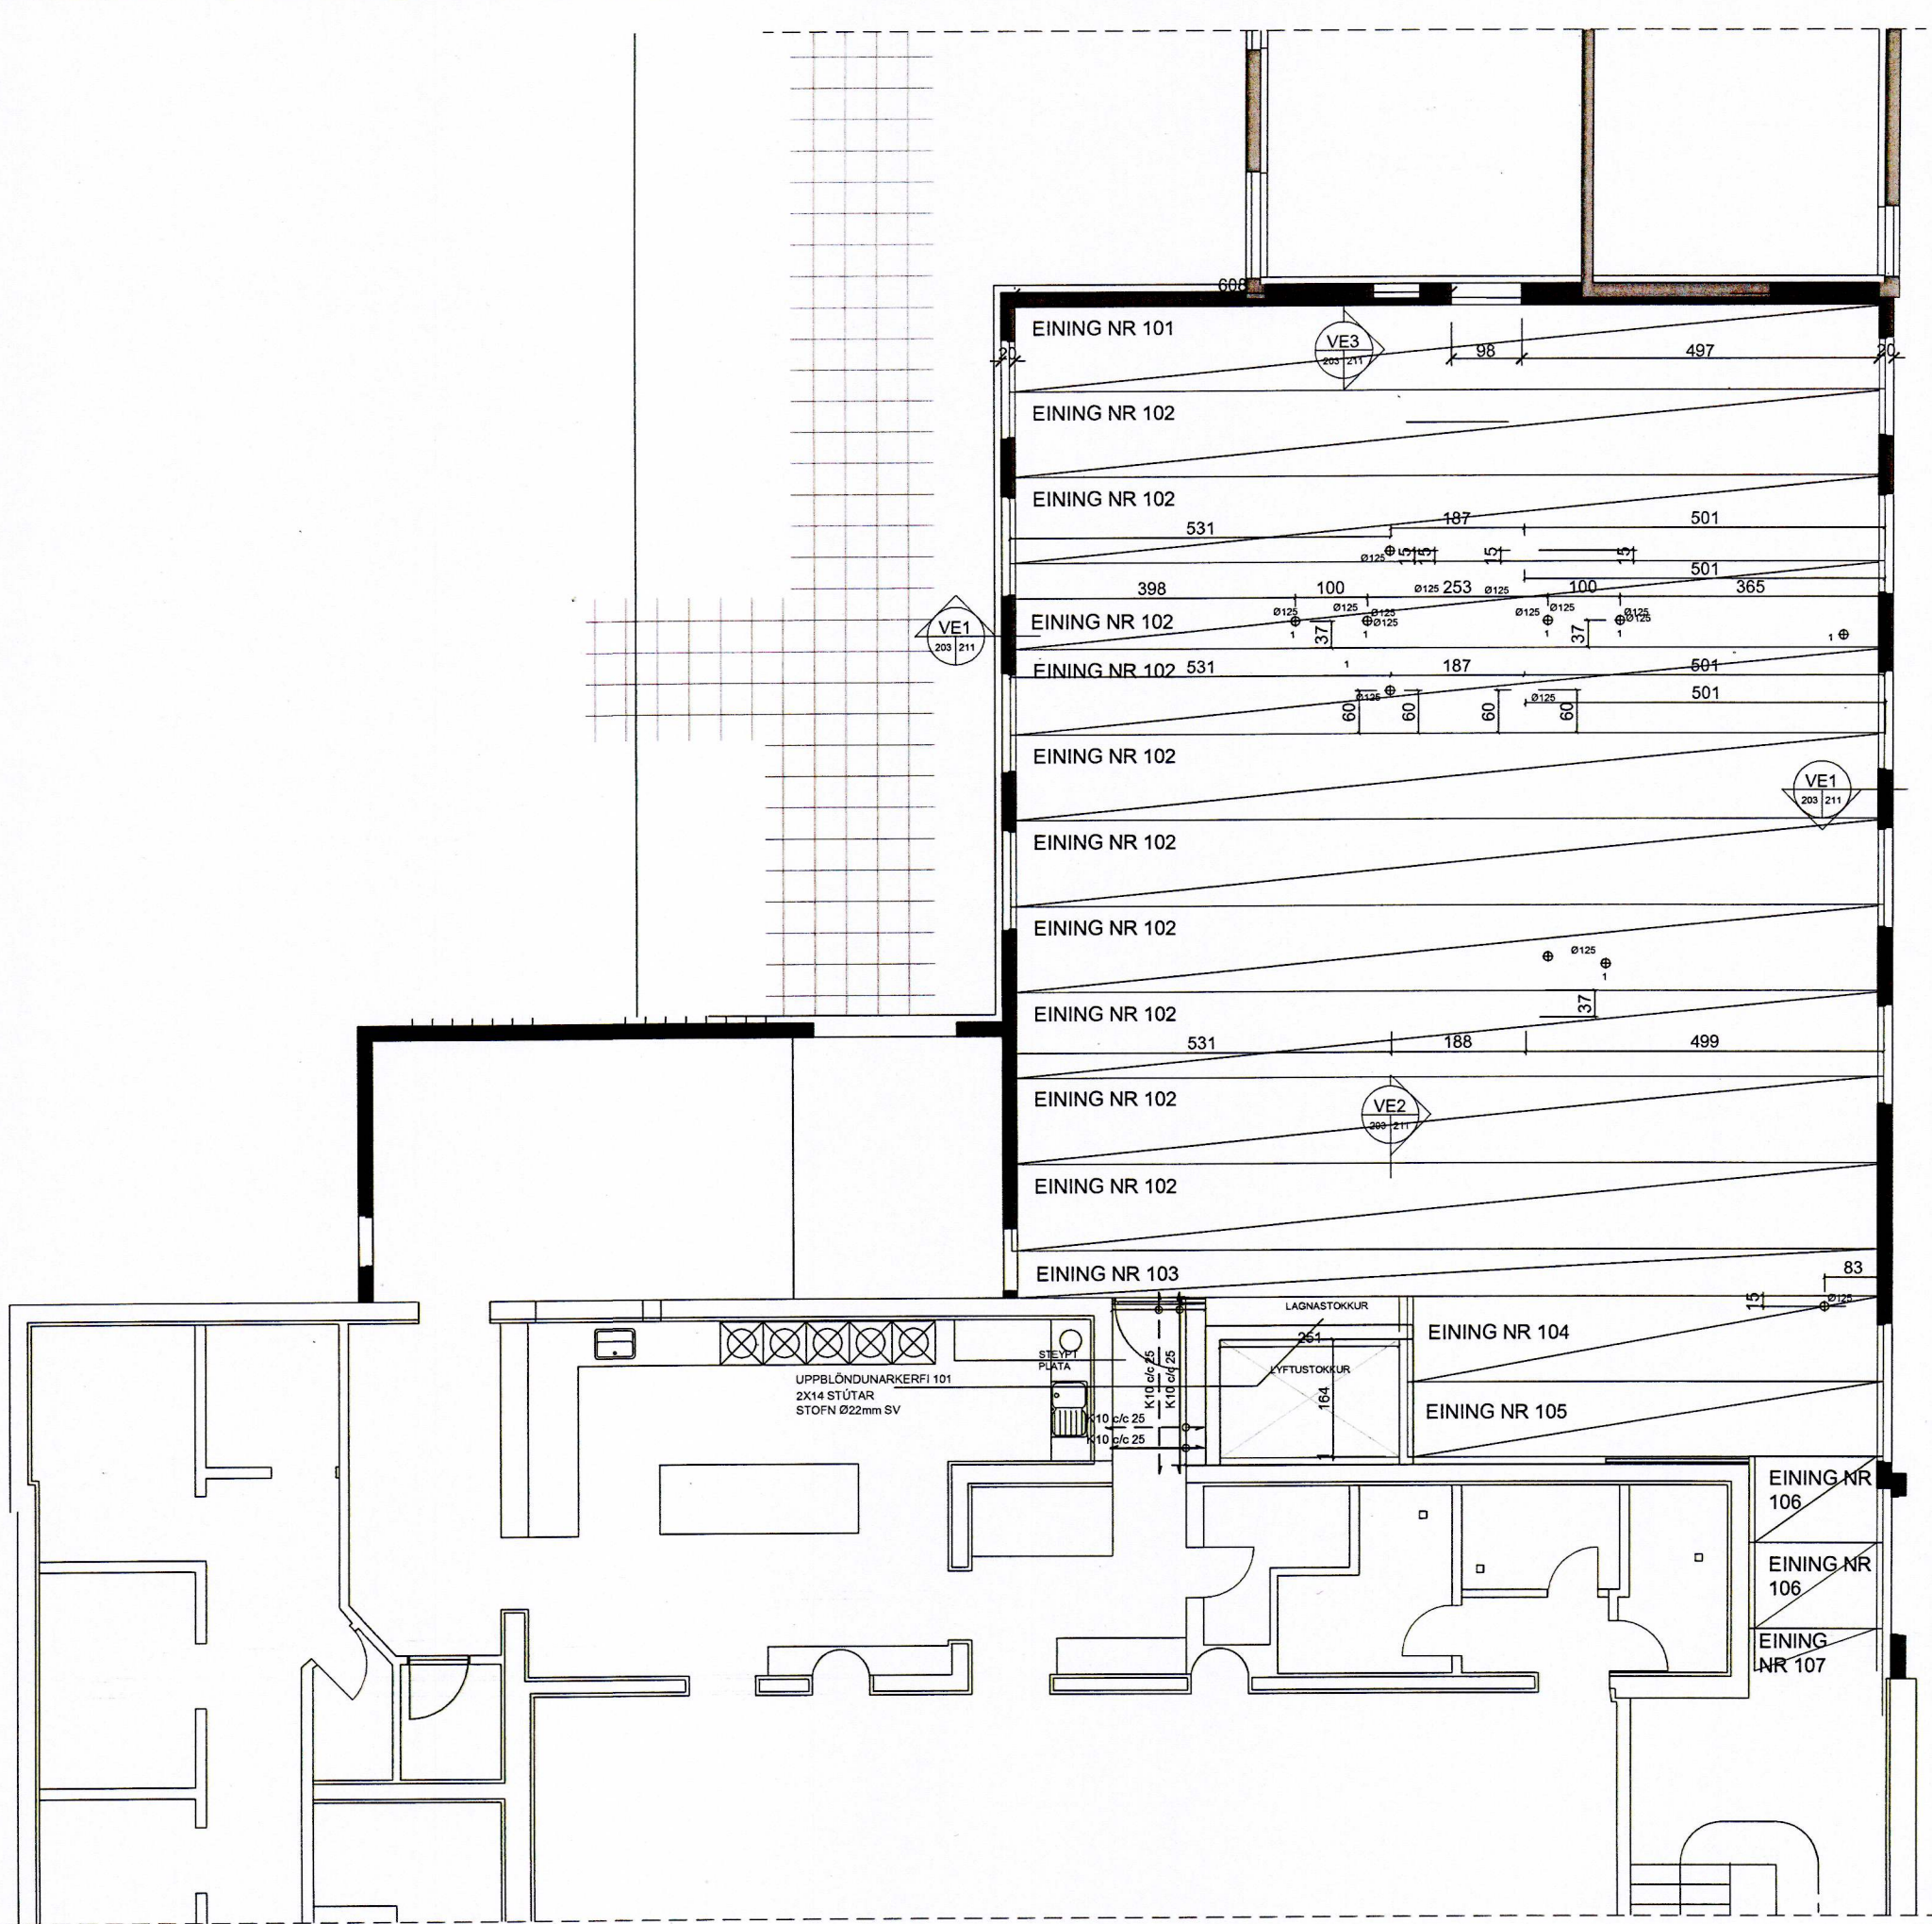 608
EINING NR 101
VE3
203 211
20
98
497
20
EINING NR 102
EINING NR 102
531
187
501
Ø125
15
15
15
15
501
398
100
Ø125
253
Ø125
100
365
EINING NR 102
Ø125
Ø125
Ø125
Ø125
Ø125
Ø125
Ø125
Ø125
1
37
1
1
37
1
1
VE1
203 211
EINING NR 102
531
1
187
501
Ø125
Ø125
501
60
60
60
60
EINING NR 102
VE1
203 211
EINING NR 102
EINING NR 102
Ø125
1
37
EINING NR 102
531
188
499
EINING NR 102
VE2
203 211
EINING NR 102
EINING NR 103
83
15
Ø125
LAGNASTOKKUR
251
EINING NR 104
LYFTUSTOKKUR
164
STEYPT
PLATA
K10 c/c 25
K10 c/c 25
UPPBLÖNDUNARKERFI 101
2X14 STÚTAR
STOFN Ø22mm SV
K10 c/c 25
K10 c/c 25
EINING NR 105
EINING NR
106
EINING NR
106
EINING
NR 107